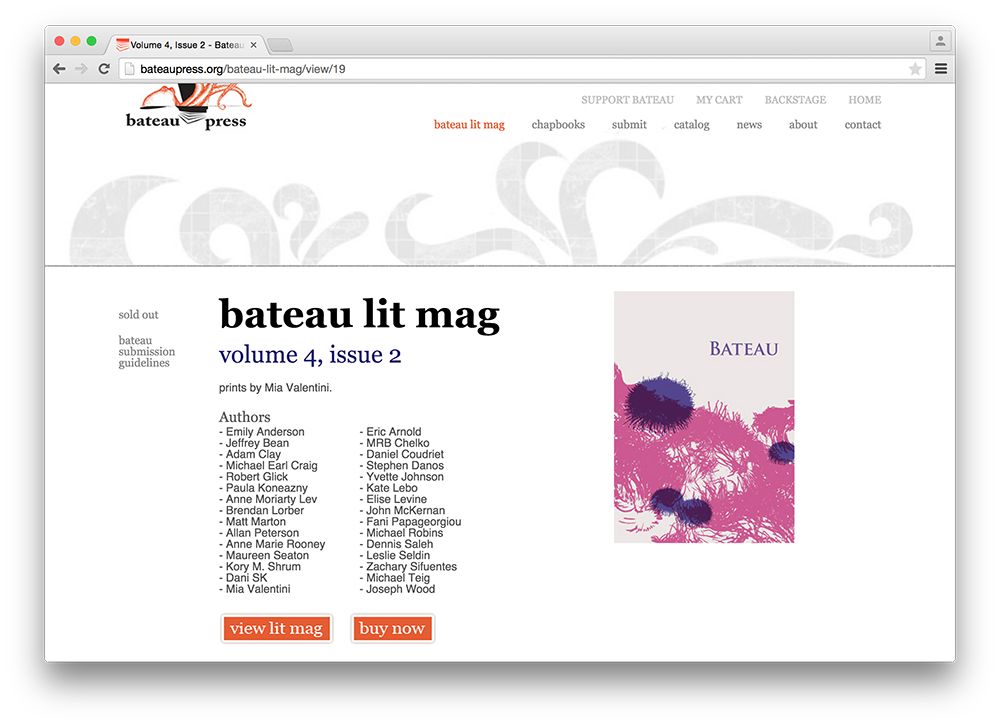 Volume 4, Issue 2 - Bateau
bateaupress.org/bateau-lit-mag/view/19
bateau press
SUPPORT BATEAU MY CART BACKSTAGE HOME
bateau lit mag chapbooks submit catalog news about contact
sold out
bateau
submission
guidelines
bateau lit mag
volume 4, issue 2
prints by Mia Valentini.
Authors
- Emily Anderson
- Jeffrey Bean
- Adam Clay
- Michael Earl Craig
- Robert Glick
- Paula Koneazny
- Anne Moriarty Lev
- Brendan Lorber
- Matt Marton
- Allan Peterson
- Anne Marie Rooney
- Maureen Seaton
- Kory M. Shrum
- Dani SK
- Mia Valentini
- Eric Arnold
- MRB Chelko
- Daniel Coudriet
- Stephen Danos
- Yvette Johnson
- Kate Lebo
- Elise Levine
- John McKernan
- Fani Papageorgiou
- Michael Robins
- Dennis Saleh
- Leslie Seldin
- Zachary Sifuentes
- Michael Teig
- Joseph Wood
view lit mag buy now
BATEAU